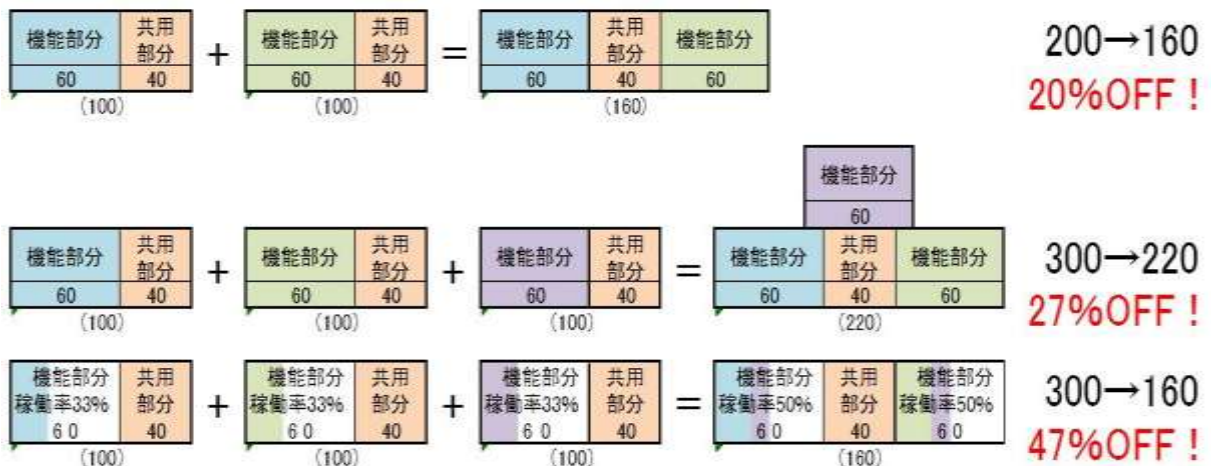 機能部分 共用部分 + 機能部分 共用部分 = 機能部分 共用部分 機能部分 200→160
60 40 60 40 60 40 60 20%OFF！
(100) (100) (160)
機能部分
60
機能部分 共用部分 + 機能部分 共用部分 + 機能部分 共用部分 = 機能部分 共用部分 機能部分 300→220
60 40 60 40 60 40 60 40 60 27%OFF！
(100) (100) (100) (220)
機能部分 共用 機能部分 共用 機能部分 共用 機能部分 共用 機能部分 300→160
稼働率33% 部分 + 稼働率33% 部分 + 稼働率33% 部分 = 稼働率50% 部分 稼働率50%
60 40 60 40 60 40 60 40 60 47%OFF！
(100) (100) (100) (160)